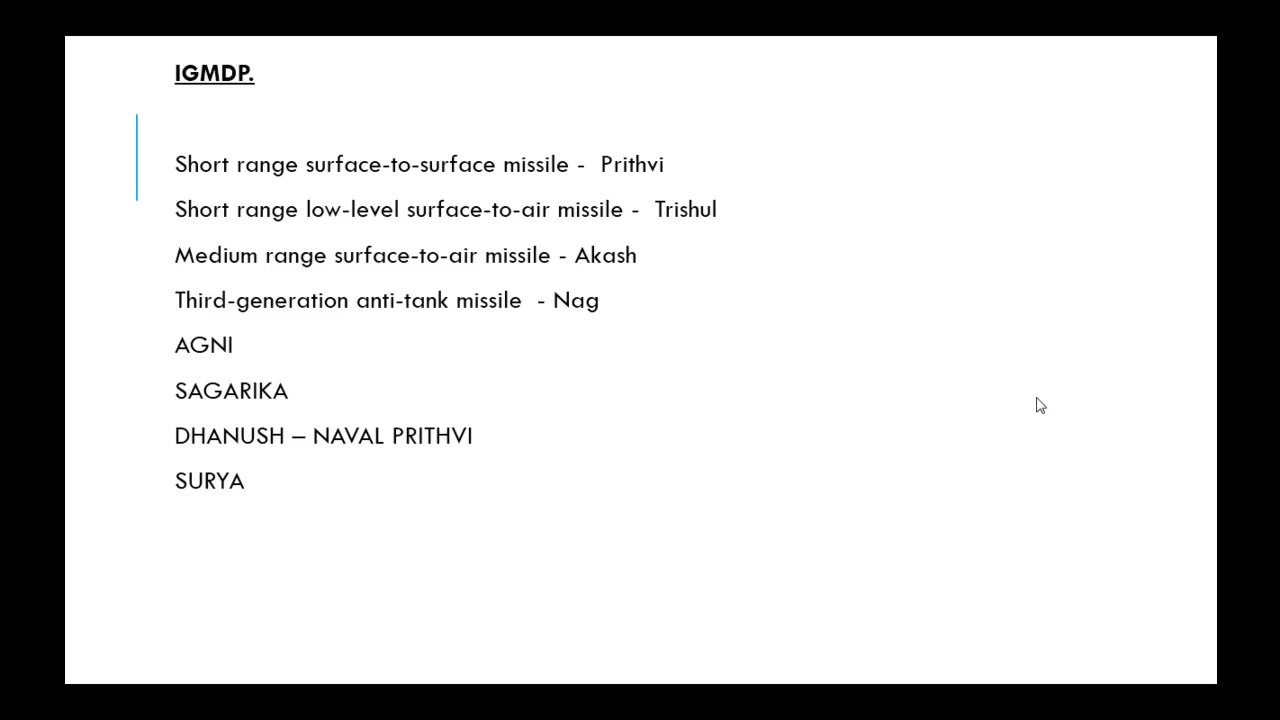 IGMDP.
Short range surface-to-surface missile -  Prithvi
Short range low-level surface-to-air missile -  Trishul
Medium range surface-to-air missile - Akash
Third-generation anti-tank missile  - Nag
AGNI
SAGARIKA
DHANUSH – NAVAL PRITHVI
SURYA